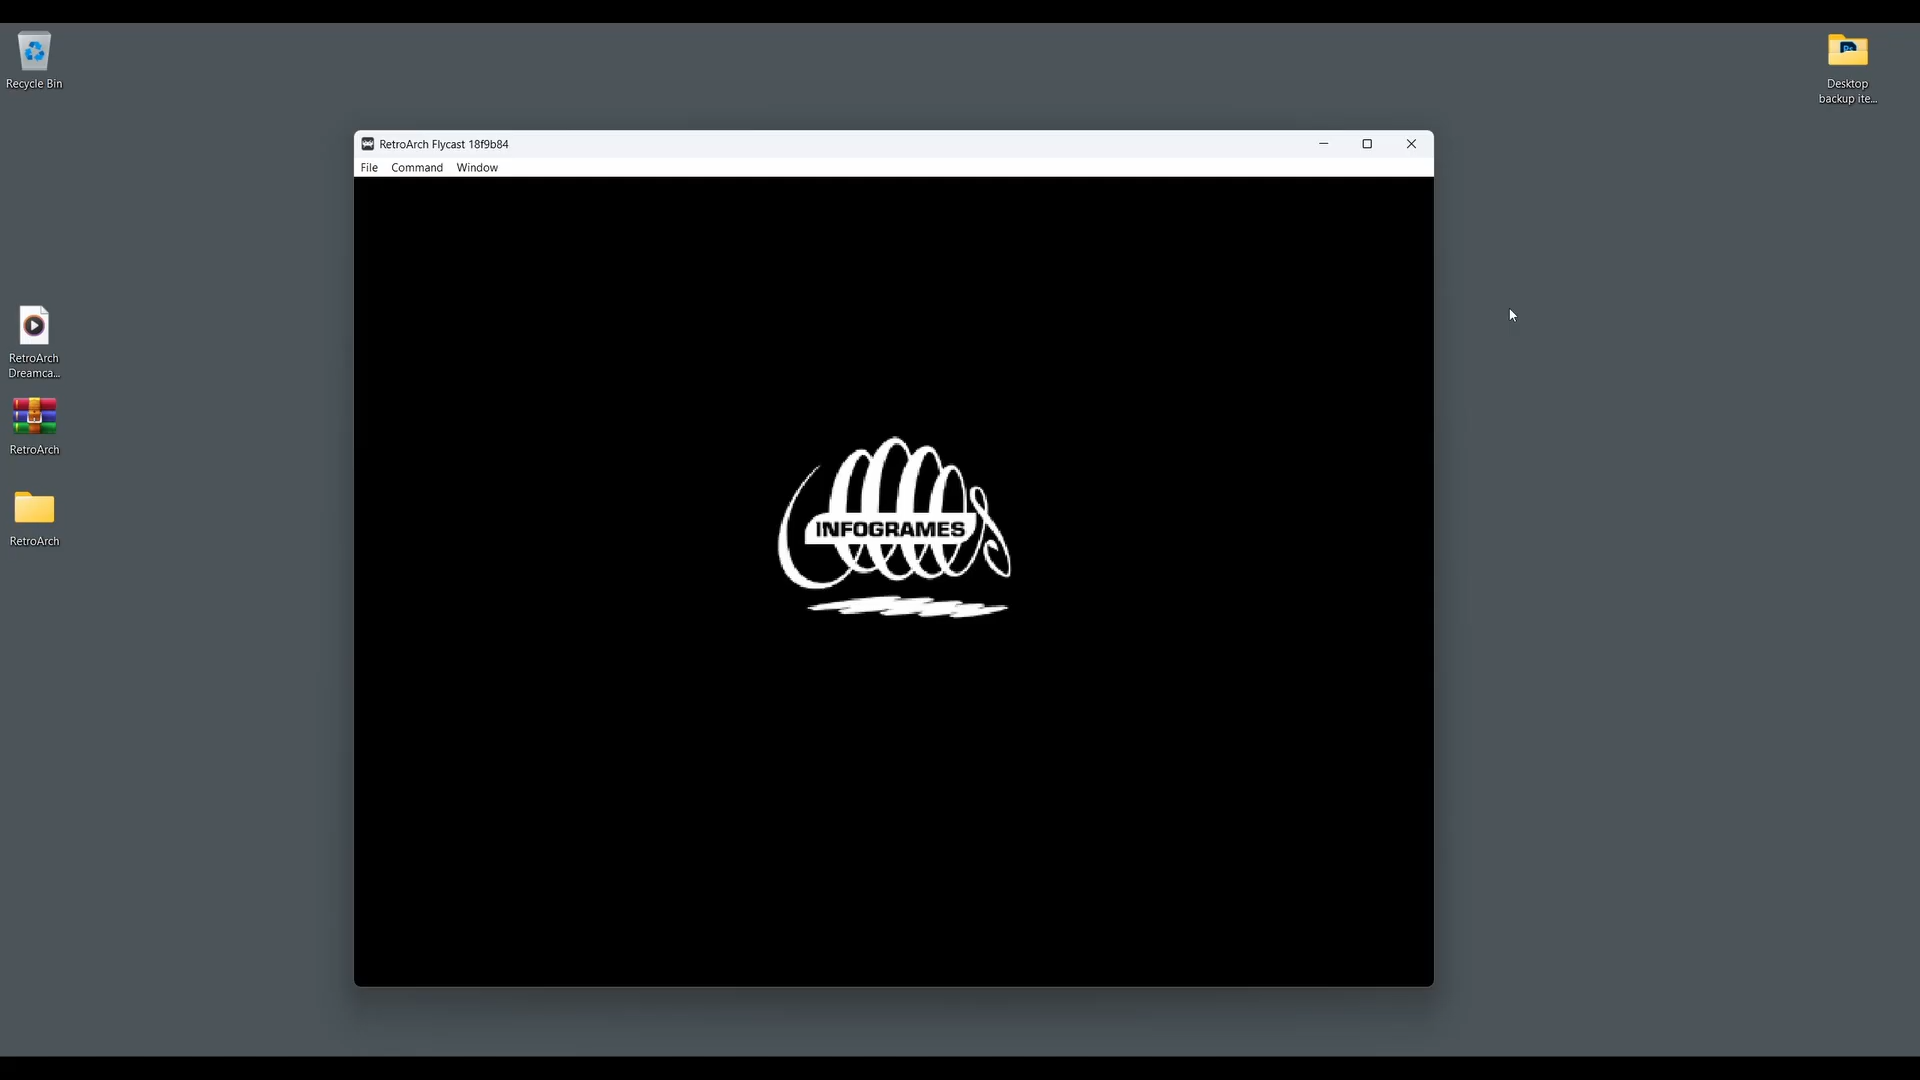 Recycle Bin
Desktop
backup ite...
RetroArch Flycast 18f9b84
File Command Window
RetroArch
Dreamca...
RetroArch
INFOGRAMES
RetroArch